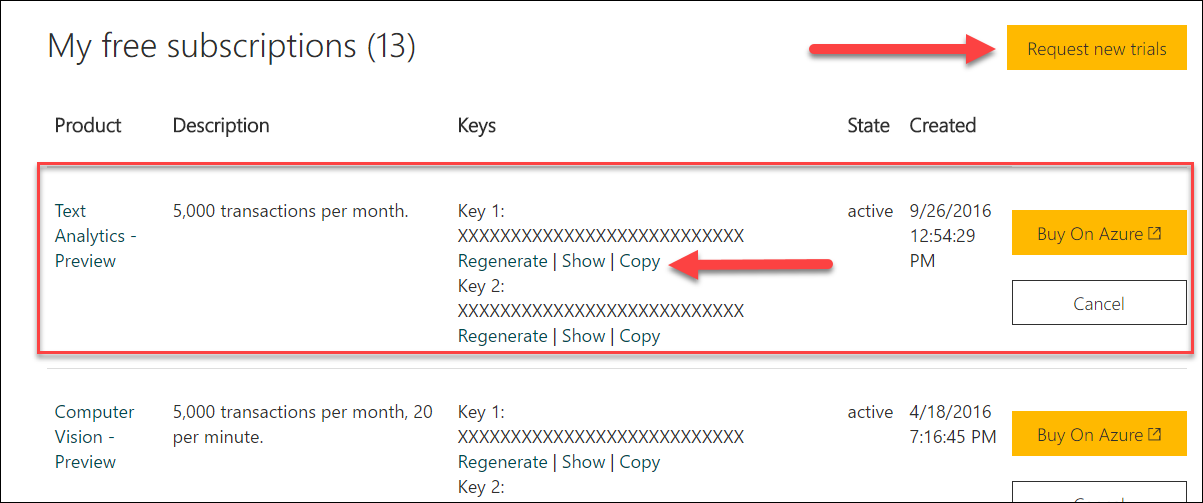 My free subscriptions (13)
Request new trials
Product Description Keys State Created
Text
Analytics -
Preview
5,000 transactions per month.
Key 1:
XXXXXXXXXXXXXXXXXXXXXXXXXXX
Regenerate | Show | Copy
Key 2:
XXXXXXXXXXXXXXXXXXXXXXXXXXX
Regenerate | Show | Copy
active
9/26/2016
12:54:29
PM
Buy On Azure
Cancel
Computer
Vision -
Preview
5,000 transactions per month, 20
per minute.
Key 1:
XXXXXXXXXXXXXXXXXXXXXXXXXXX
Regenerate | Show | Copy
Key 2:
active
4/18/2016
7:16:45 PM
Buy On Azure